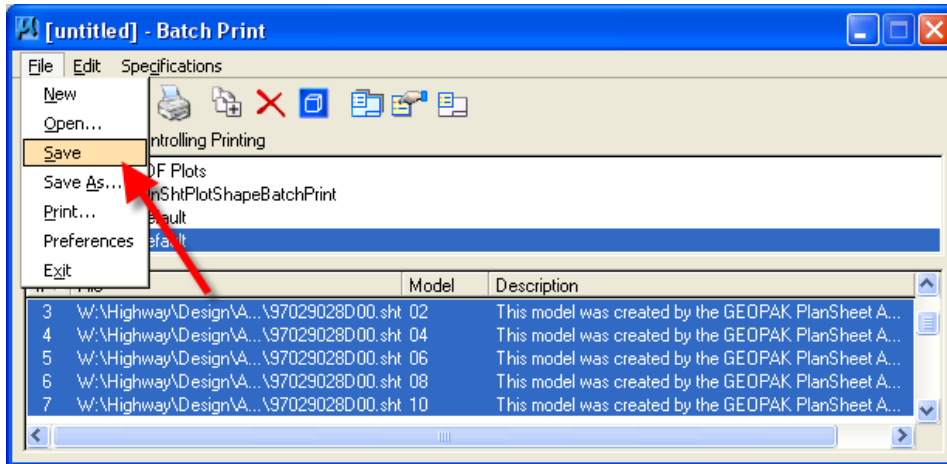 [untitled] - Batch Print
File Edit Specifications
New
Open...
ntrolling Printing
Save
DF Plots
Save As...
nShtPlotShapeBatchPrint
Print...
efault
Preferences
efault
Exit
Model Description
3 W:\Highway\Design\A...\97029028D00.sht 02 This model was created by the GEOPAK PlanSheet A...
4 W:\Highway\Design\A...\97029028D00.sht 04 This model was created by the GEOPAK PlanSheet A...
5 W:\Highway\Design\A...\97029028D00.sht 06 This model was created by the GEOPAK PlanSheet A...
6 W:\Highway\Design\A...\97029028D00.sht 08 This model was created by the GEOPAK PlanSheet A...
7 W:\Highway\Design\A...\97029028D00.sht 10 This model was created by the GEOPAK PlanSheet A...